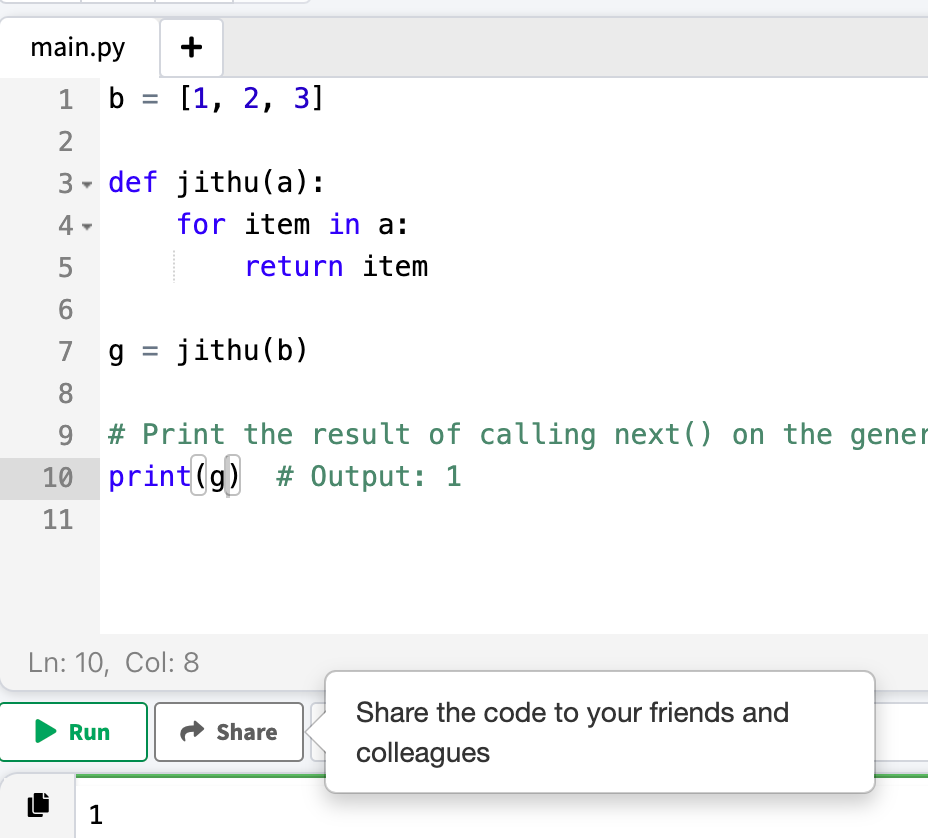 main.py +
1 b = [1, 2, 3]
2
3 def jithu(a):
4 for item in a:
5 return item
6
7 g = jithu(b)
8
9 # Print the result of calling next() on the gener
10 print(g) # Output: 1
11
Ln: 10, Col: 8
Run Share
Share the code to your friends and
colleagues
1